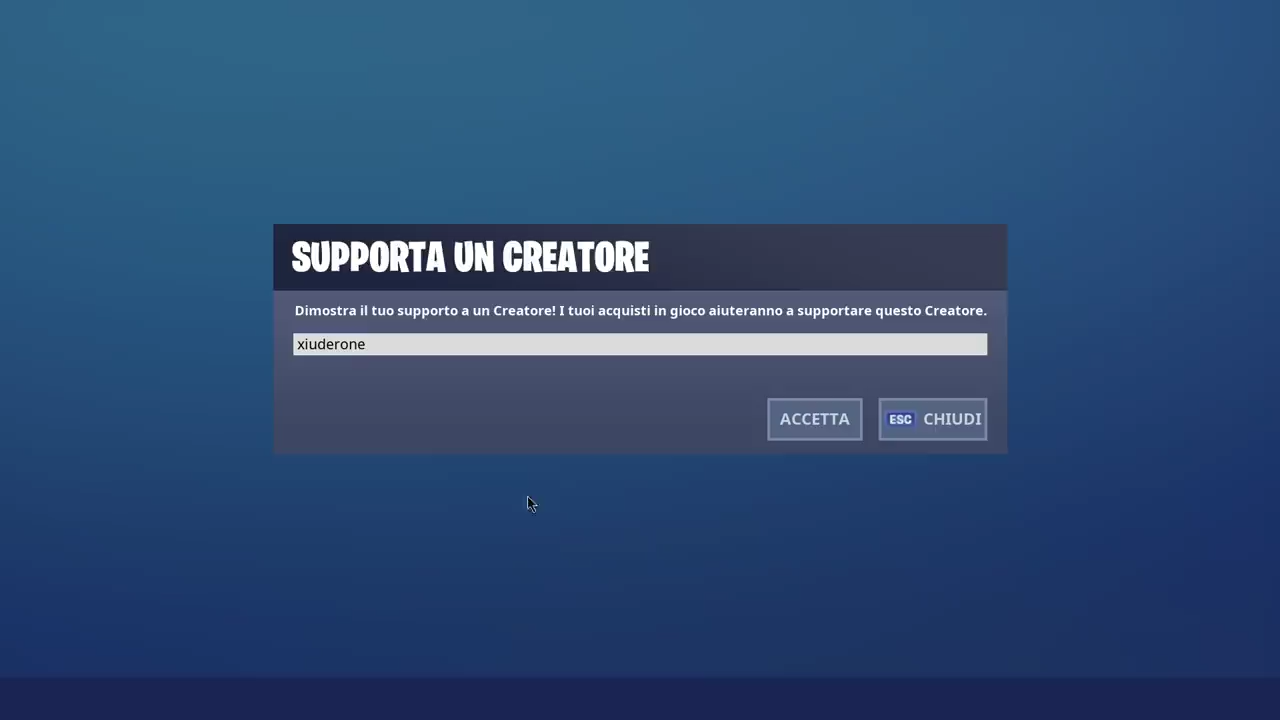 SUPPORTA UN CREATORE
Dimostra il tuo supporto a un Creatore! I tuoi acquisti in gioco aiuteranno a supportare questo Creatore.
xiuderone
ACCETTA
ESC CHIUDI